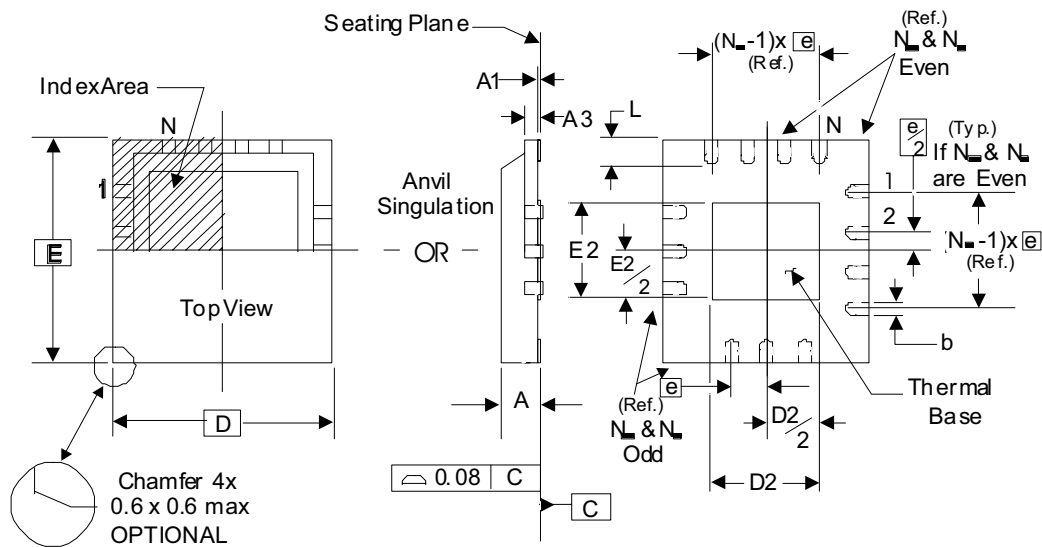 Seating Plane
(Ref.)
(N -1)x e
(Ref.)
N & N
Even
A1
IndexArea
A3
L
N
N
e/2
(Typ.)
If N & N
are Even
1
Anvil
Singulation
1
2
E2
(N -1)x e
(Ref.)
E
OR
E2/2
TopView
b
A
(Ref.)
e
N & N
Odd
D2/2
Thermal
Base
D
0.08 C
D2
C
Chamfer 4x
0.6 x 0.6 max
OPTIONAL